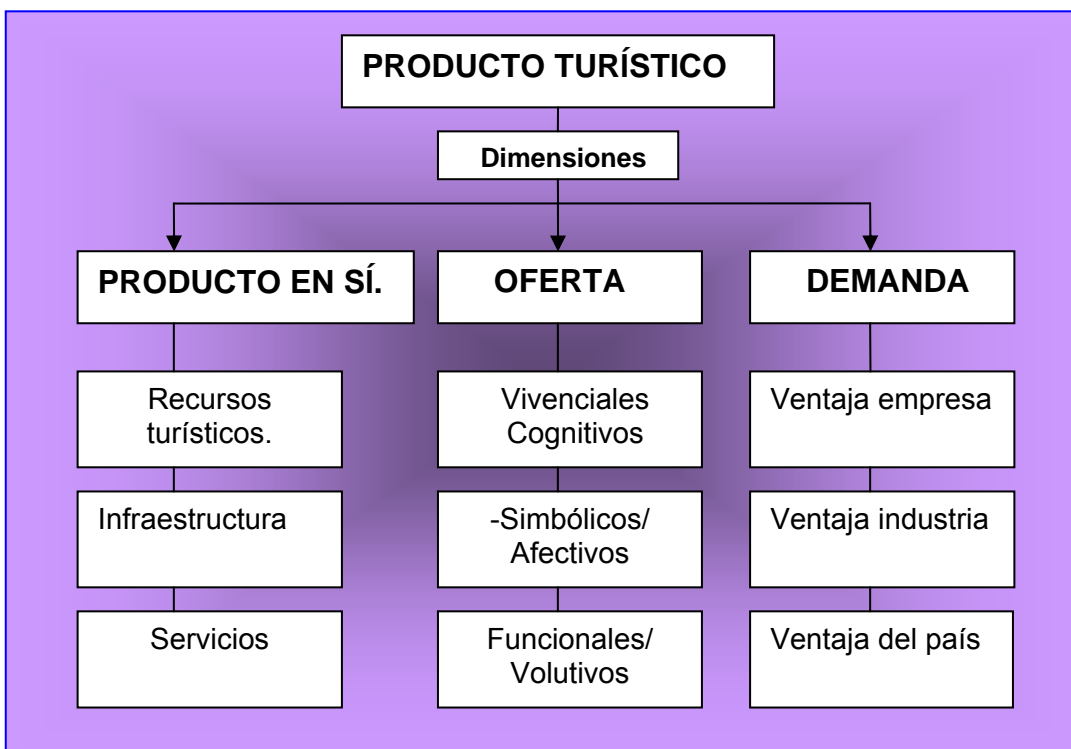 PRODUCTO TURÍSTICO
Dimensiones
PRODUCTO EN SÍ.
Recursos
turísticos.
Infraestructura
Servicios
OFERTA
Vivenciales
Cognitivos
-Simbólicos/
Afectivos
Funcionales/
Volutivos
DEMANDA
Ventaja empresa
Ventaja industria
Ventaja del país